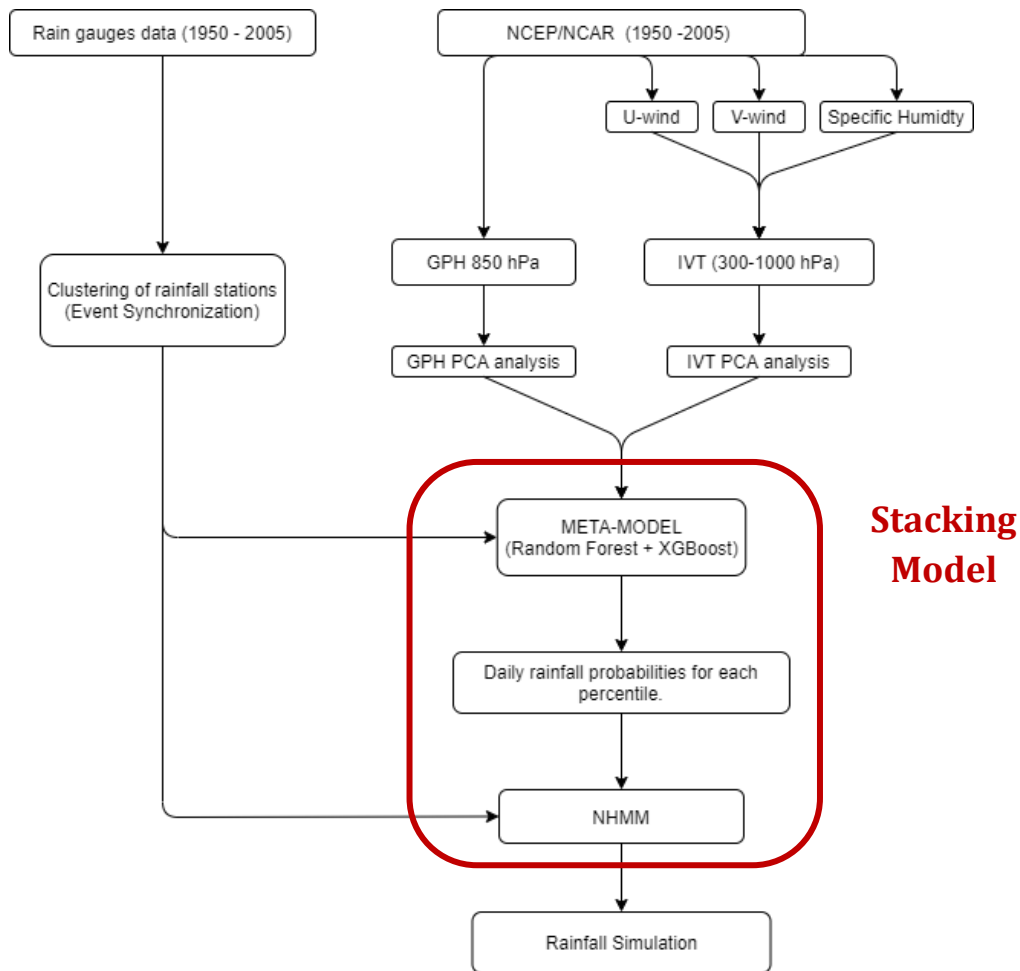 Rain gauges data (1950 - 2005)
NCEP/NCAR (1950 -2005)
U-wind
V-wind
Specific Humidty
GPH 850 hPa
IVT (300-1000 hPa)
Clustering of rainfall stations
(Event Synchronization)
GPH PCA analysis
IVT PCA analysis
META-MODEL
(Random Forest + XGBoost)
Stacking
Model
Daily rainfall probabilities for each
percentile.
NHMM
Rainfall Simulation